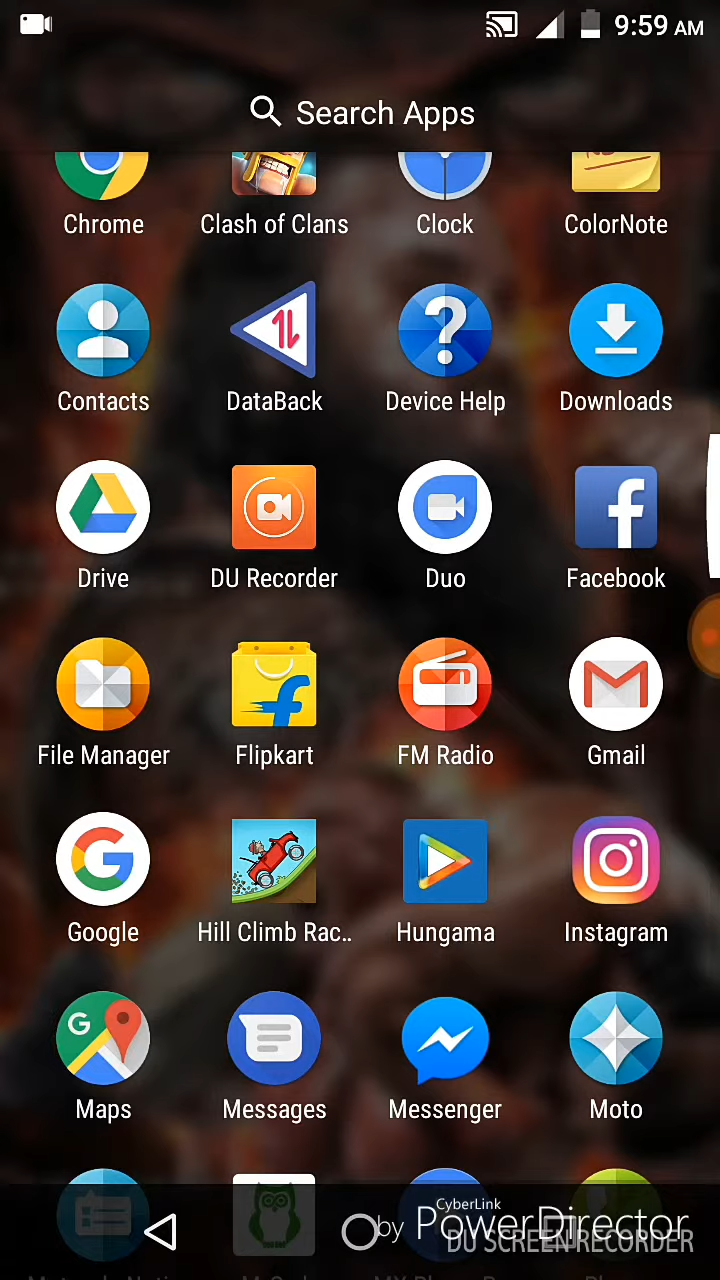 9:59 AM
Search Apps
Chrome
Clash of Clans
Clock
ColorNote
Contacts
DataBack
Device Help
Downloads
Drive
DU Recorder
Duo
Facebook
File Manager
Flipkart
FM Radio
Gmail
Google
Hill Climb Rac..
Hungama
Instagram
Maps
Messages
Messenger
Moto
CyberLink
by PowerDirector
DU SCREEN RECORDER